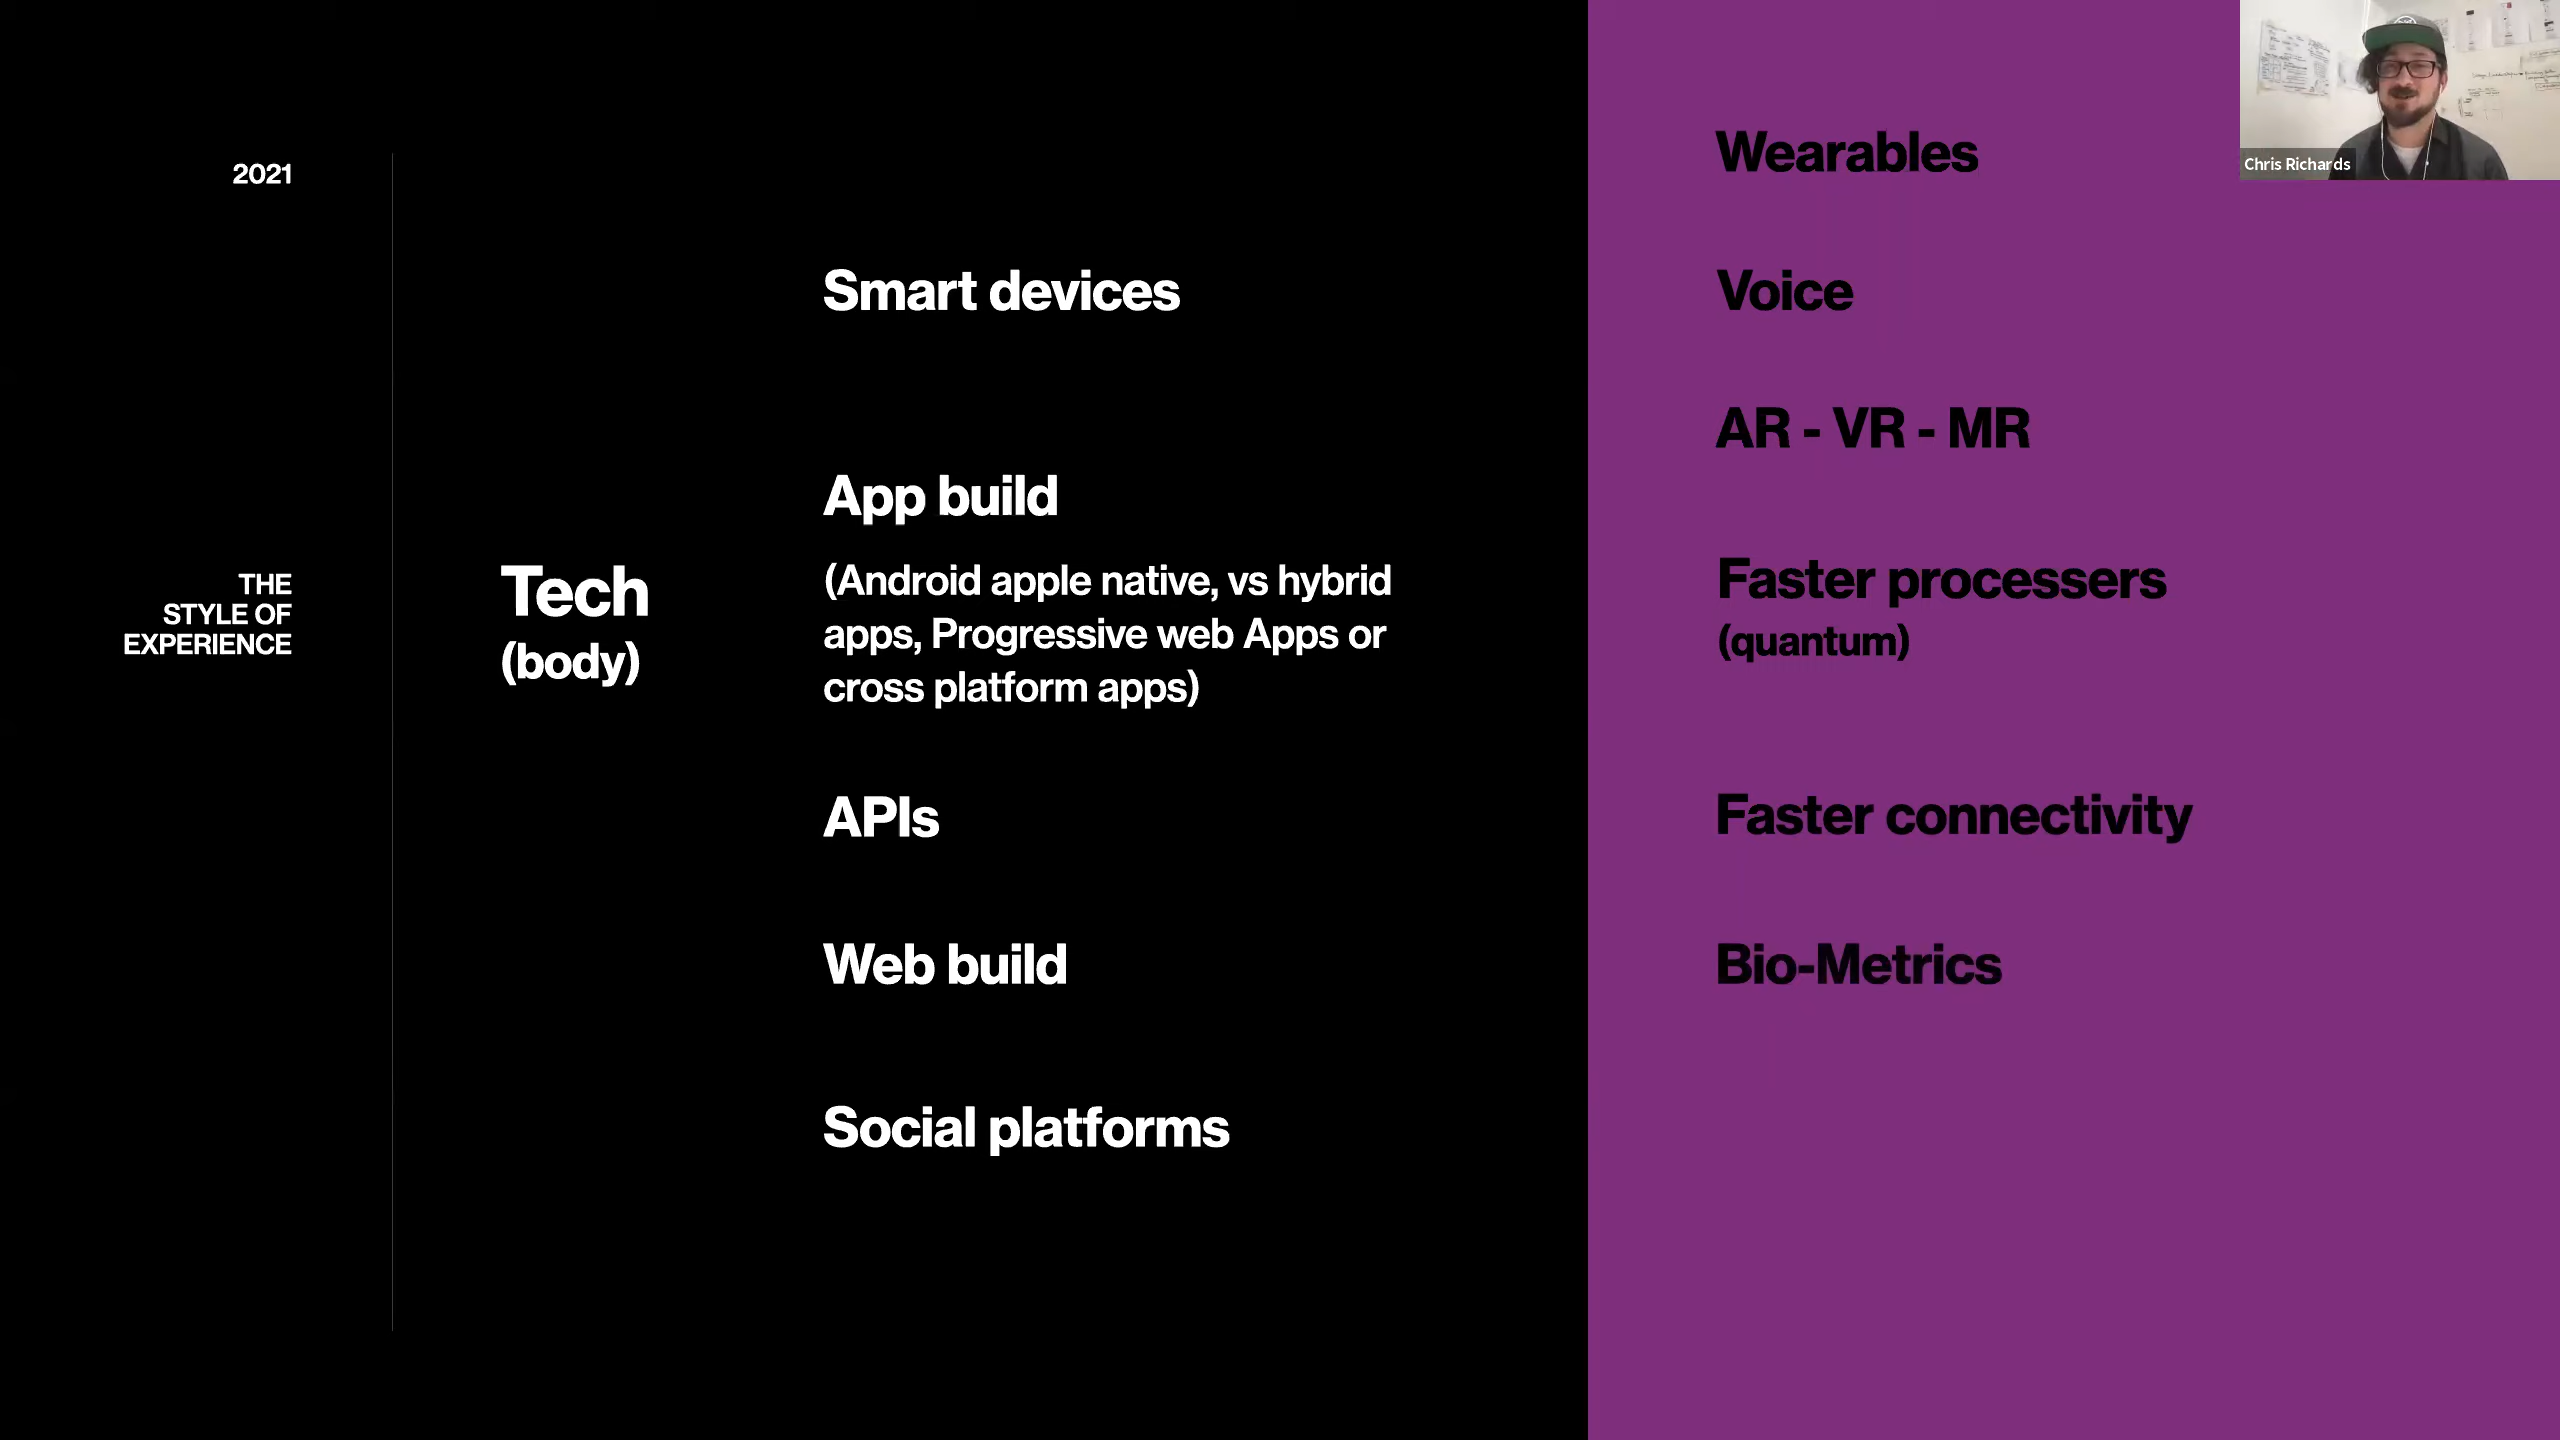 2021
THE
STYLE OF
EXPERIENCE
Tech
(body)
Smart devices
App build
(Android apple native, vs hybrid
apps, Progressive web Apps or
cross platform apps)
APIs
Web build
Social platforms
Wearables
Voice
AR - VR - MR
Faster processers
(quantum)
Faster connectivity
Bio-Metrics
Chris Richards